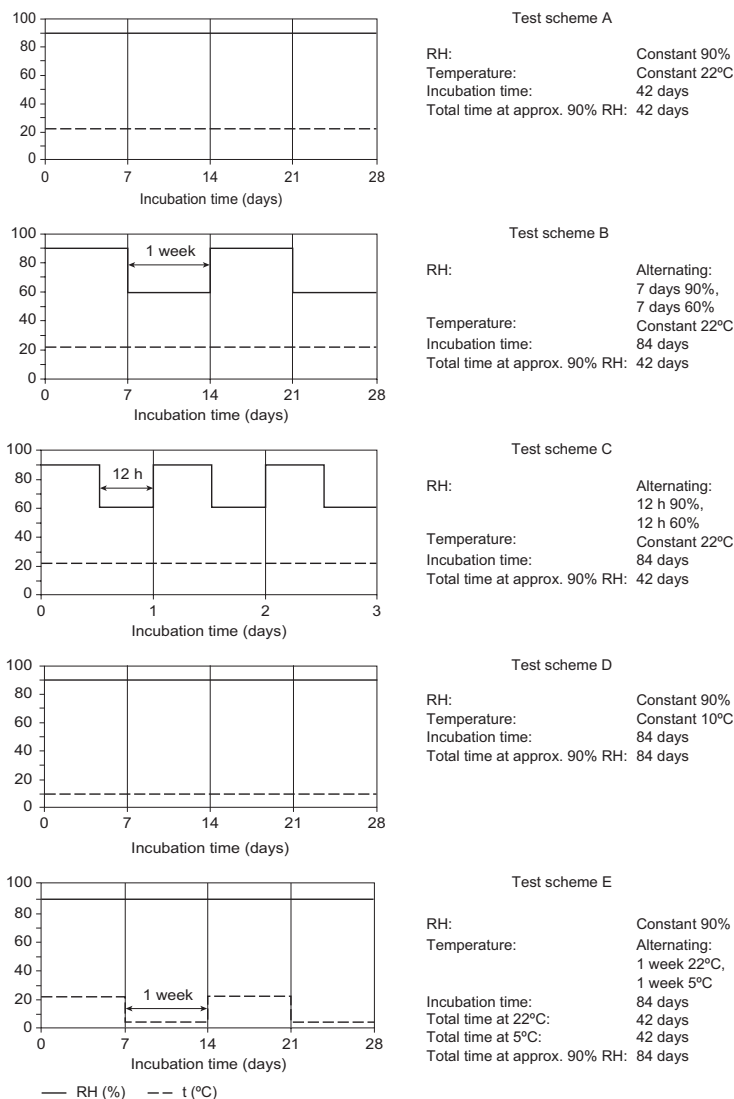 Test scheme A
100
80
60
40
20
0
0 7 14 21 28
Incubation time (days)
RH: Constant 90%
Temperature: Constant 22ºC
Incubation time: 42 days
Total time at approx. 90% RH: 42 days
Test scheme B
100
80
60
40
20
0
1 week
0 7 14 21 28
Incubation time (days)
RH: Alternating:
7 days 90%,
7 days 60%
Temperature: Constant 22ºC
Incubation time: 84 days
Total time at approx. 90% RH: 42 days
Test scheme C
100
80
60
40
20
0
12 h
0 1 2 3
Incubation time (days)
RH: Alternating:
12 h 90%,
12 h 60%
Temperature: Constant 22ºC
Incubation time: 84 days
Total time at approx. 90% RH: 42 days
Test scheme D
100
80
60
40
20
0
0 7 14 21 28
Incubation time (days)
RH: Constant 90%
Temperature: Constant 10ºC
Incubation time: 84 days
Total time at approx. 90% RH: 84 days
Test scheme E
100
80
60
40
20
0
1 week
0 7 14 21 28
Incubation time (days)
RH: Constant 90%
Temperature: Alternating:
1 week 22ºC,
1 week 5ºC
Incubation time: 84 days
Total time at 22ºC: 42 days
Total time at 5ºC: 42 days
Total time at approx. 90% RH: 84 days
RH (%) t (ºC)